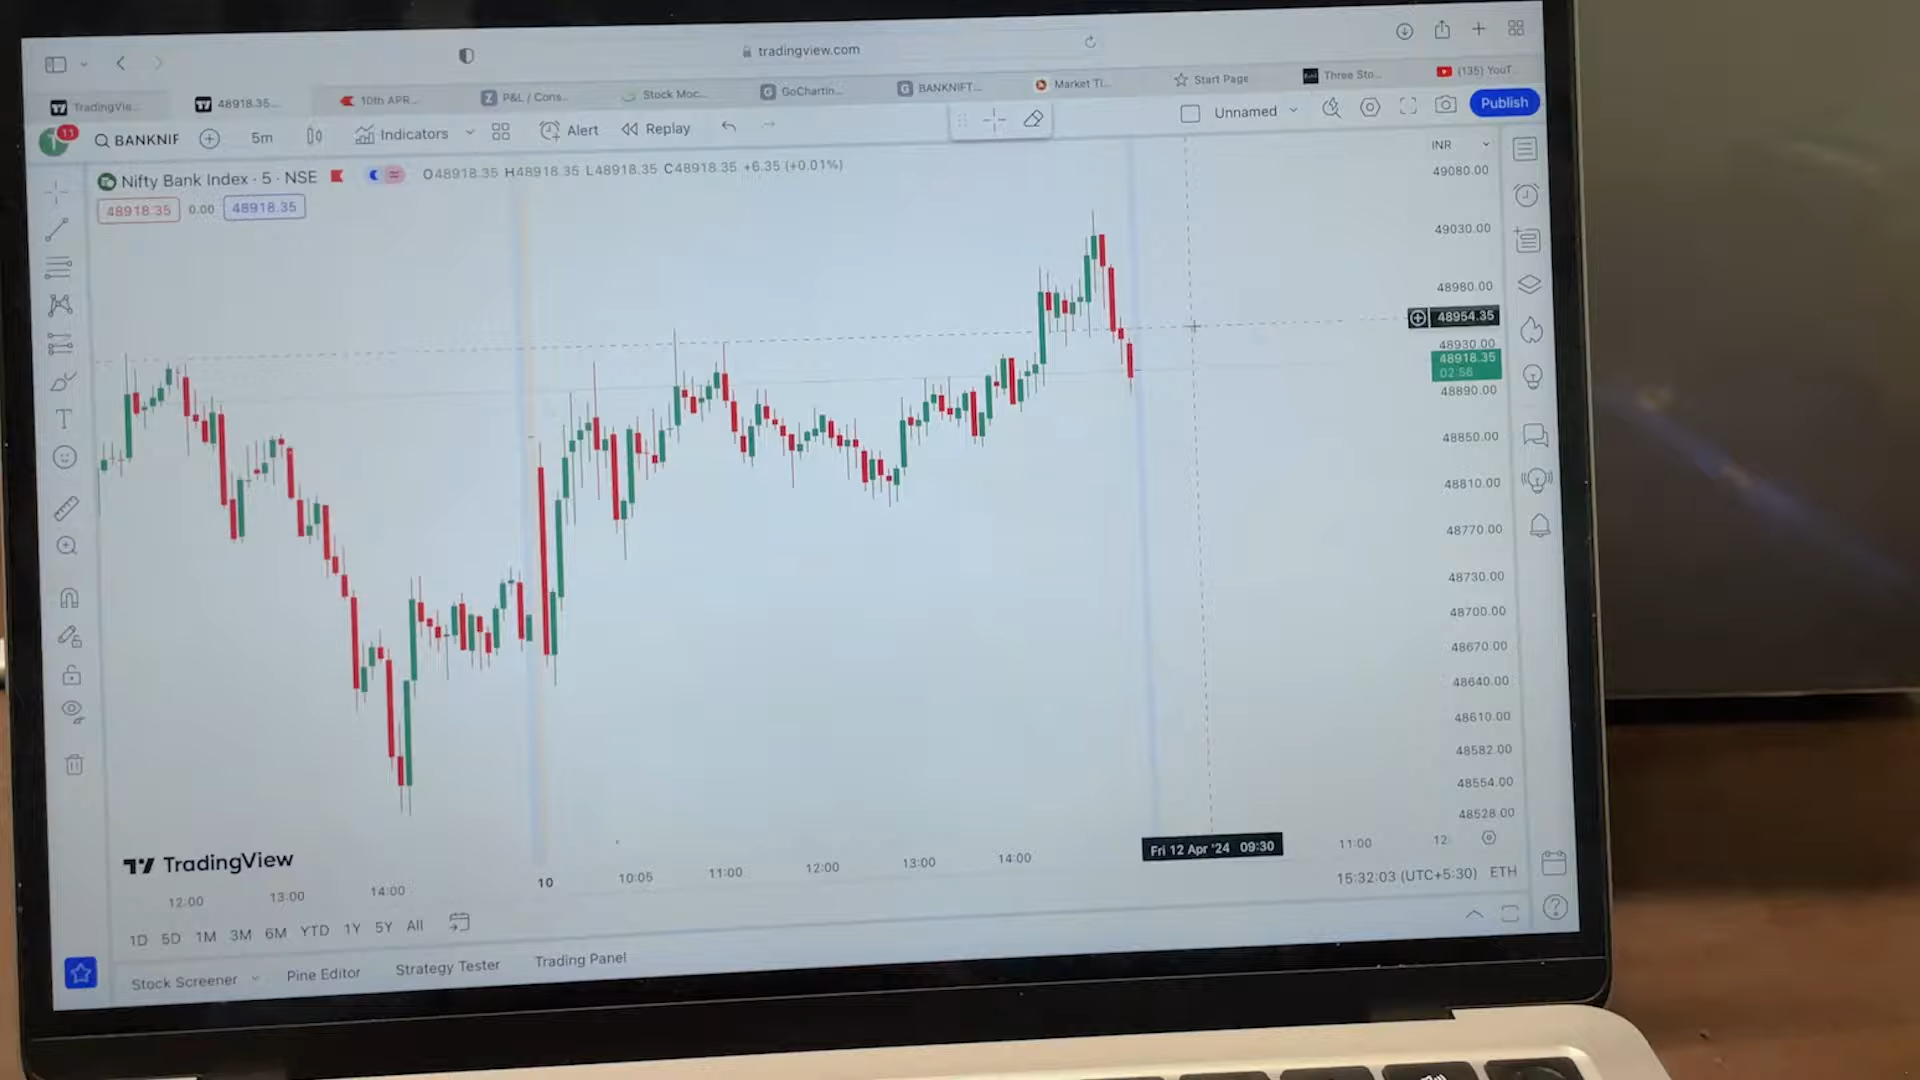 tradingview.com
TradingVie...
48918.35...
10th APR...
P&L / Cons...
Stock Moc...
GoChartin...
BANKNIFT...
Market Ti...
Start Page
Three Sto...
(135) YouT...
11
BANKNIF
5m
Indicators
Alert
Replay
Unnamed
Publish
Nifty Bank Index · 5 · NSE
O48918.35 H48918.35 L48918.35 C48918.35 +6.35 (+0.01%)
48918.35 0.00 48918.35
INR
49080.00
49030.00
48980.00
48954.35
48930.00
48918.35
02:56
48890.00
48850.00
48810.00
48770.00
48730.00
48700.00
48670.00
48640.00
48610.00
48582.00
48554.00
48528.00
TradingView
12:00 13:00 14:00 10 10:05 11:00 12:00 13:00 14:00 Fri 12 Apr '24 09:30 11:00 12:
1D 5D 1M 3M 6M YTD 1Y 5Y All
15:32:03 (UTC+5:30) ETH
Stock Screener Pine Editor Strategy Tester Trading Panel